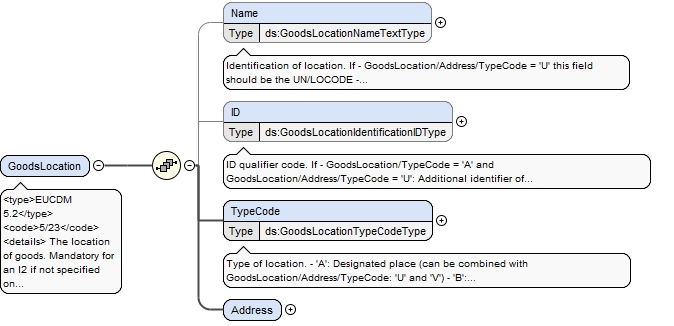 Name
Type ds:GoodsLocationNameTextType
Identification of location. If - GoodsLocation/Address/TypeCode = 'U' this field
should be the UN/LOCODE -...
ID
Type ds:GoodsLocationIdentificationIDType
ID qualifier code. If - GoodsLocation/TypeCode = 'A' and
GoodsLocation/Address/TypeCode = 'U': Additional identifier of...
GoodsLocation
<type>EUCDM
5.2</type>
<code>5/23</code>
<details> The location
of goods. Mandatory for
an I2 if not specified
on...
TypeCode
Type ds:GoodsLocationTypeCodeType
Type of location. - 'A': Designated place (can be combined with
GoodsLocation/Address/TypeCode: 'U' and 'V') - 'B':...
Address